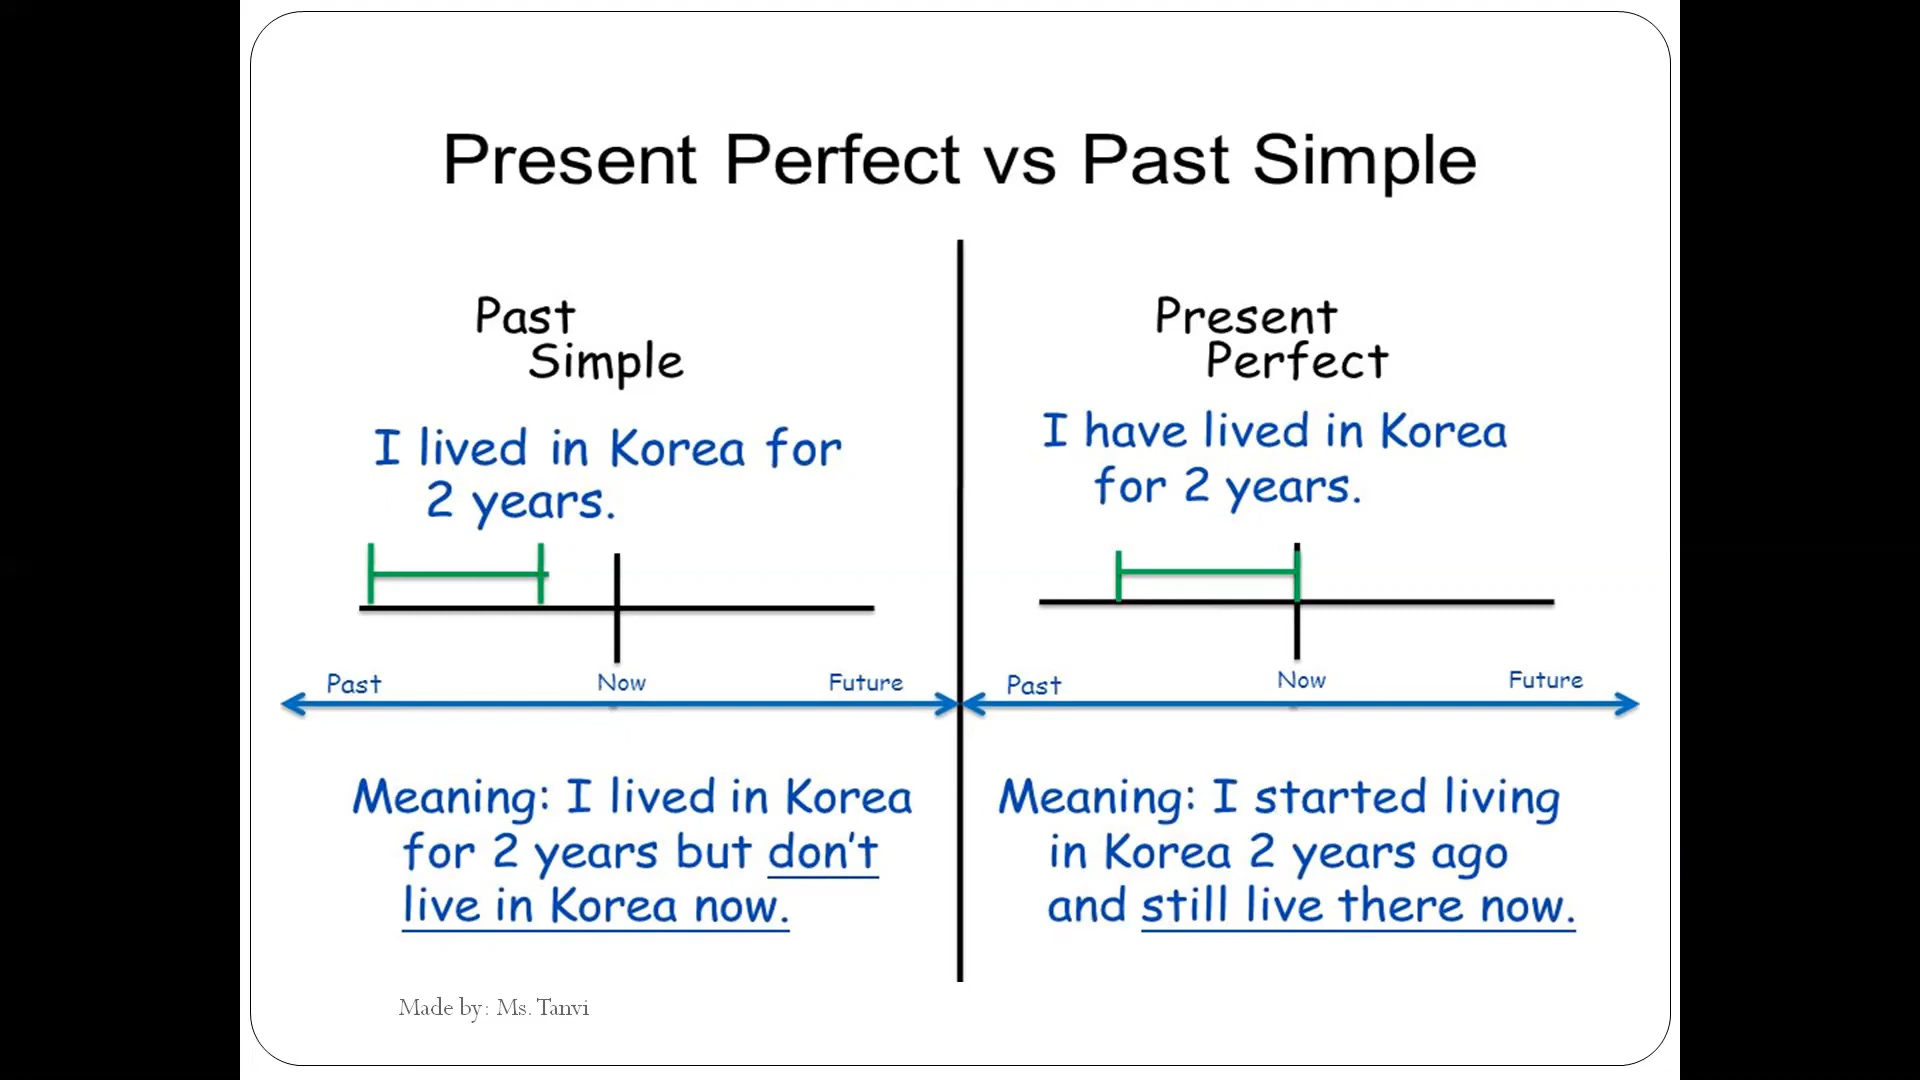 Present Perfect vs Past Simple
Past
Simple
I lived in Korea for
2 years.
Past Now Future
Meaning: I lived in Korea
for 2 years but don't
live in Korea now.
Present
Perfect
I have lived in Korea
for 2 years.
Past Now Future
Meaning: I started living
in Korea 2 years ago
and still live there now.
Made by: Ms. Tanvi